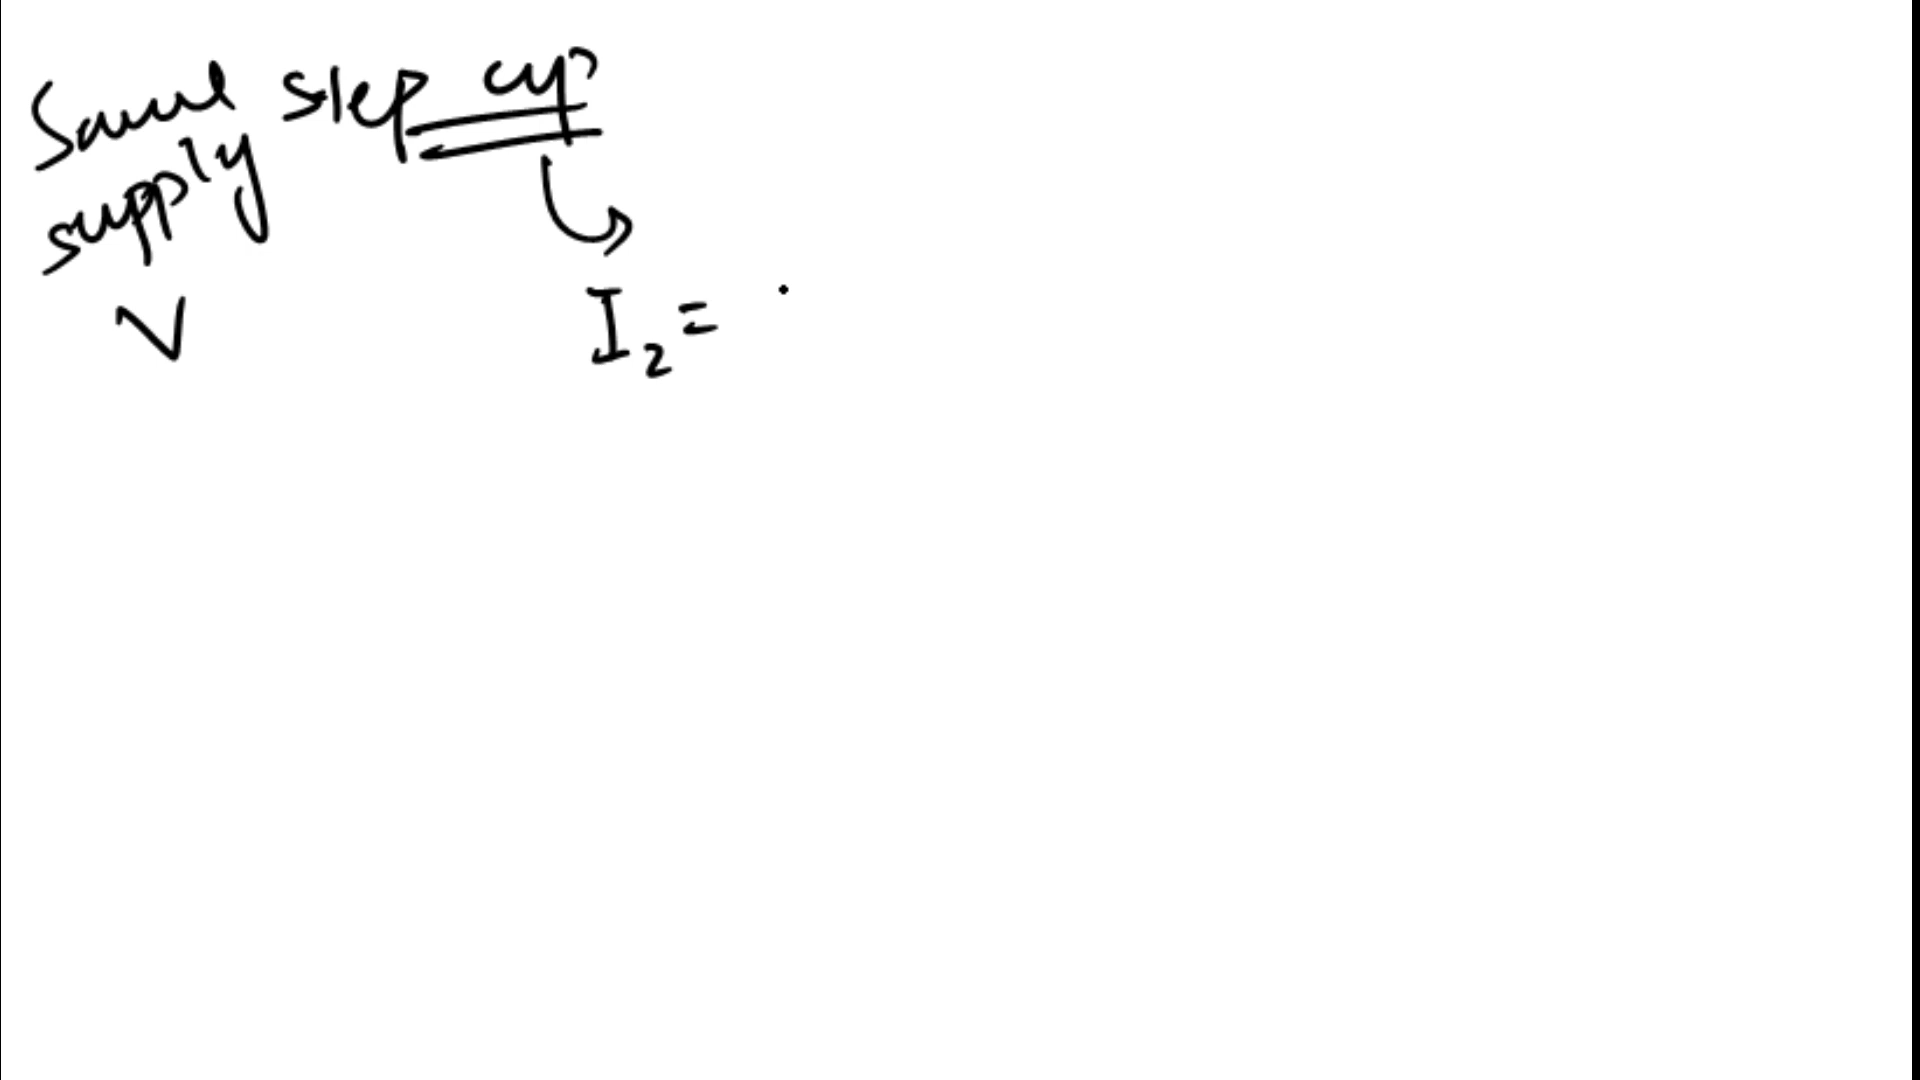 Same step up
supply
V
I₂ =